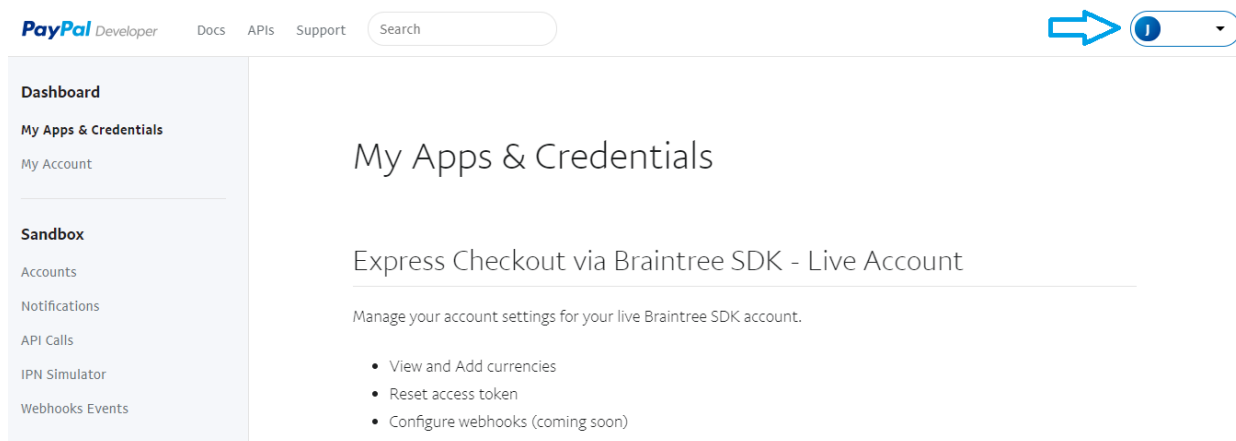 PayPal Developer Docs APIs Support Search J
Dashboard
My Apps & Credentials
My Account
Sandbox
Accounts
Notifications
API Calls
IPN Simulator
Webhooks Events
My Apps & Credentials
Express Checkout via Braintree SDK - Live Account
Manage your account settings for your live Braintree SDK account.
• View and Add currencies
• Reset access token
• Configure webhooks (coming soon)